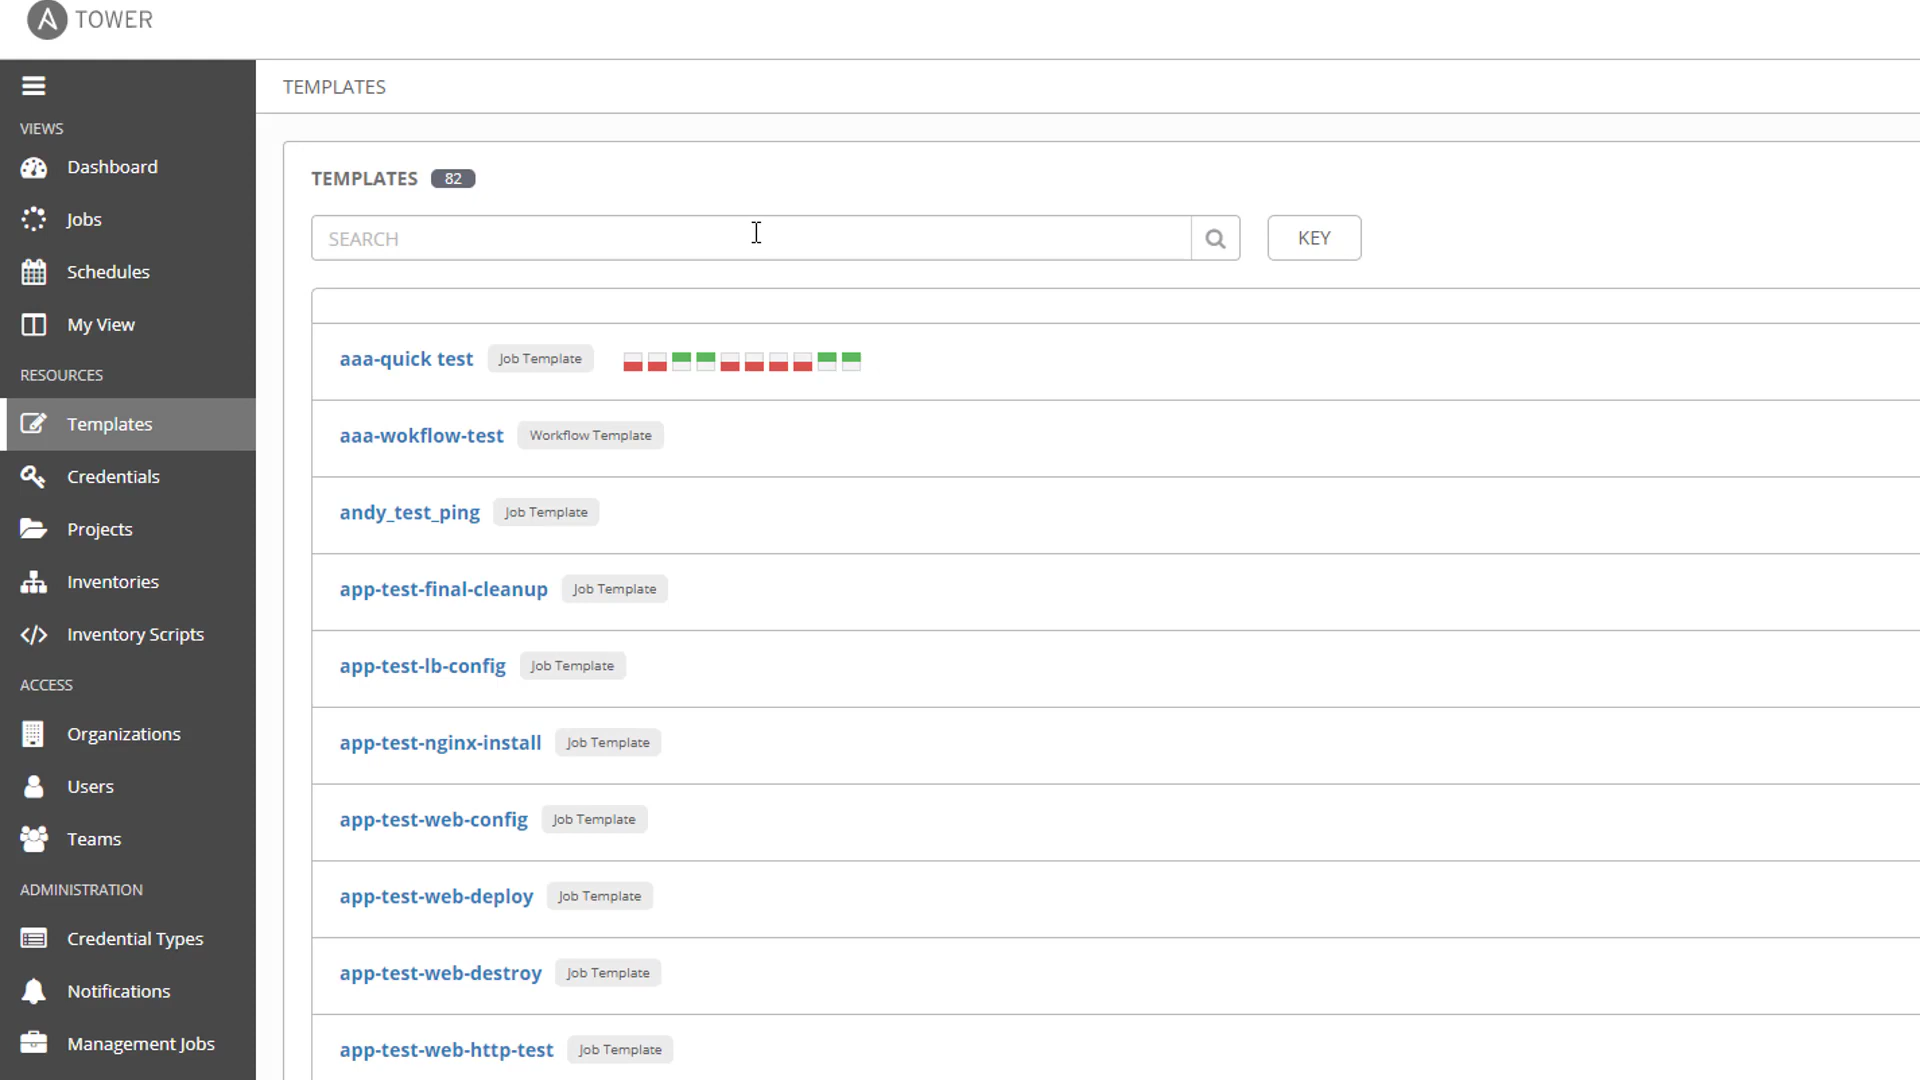 TOWER
VIEWS
Dashboard
Jobs
Schedules
My View
RESOURCES
Templates
Credentials
Projects
Inventories
Inventory Scripts
ACCESS
Organizations
Users
Teams
ADMINISTRATION
Credential Types
Notifications
Management Jobs
TEMPLATES
TEMPLATES 82
SEARCH
KEY
aaa-quick test Job Template
aaa-wokflow-test Workflow Template
andy_test_ping Job Template
app-test-final-cleanup Job Template
app-test-lb-config Job Template
app-test-nginx-install Job Template
app-test-web-config Job Template
app-test-web-deploy Job Template
app-test-web-destroy Job Template
app-test-web-http-test Job Template